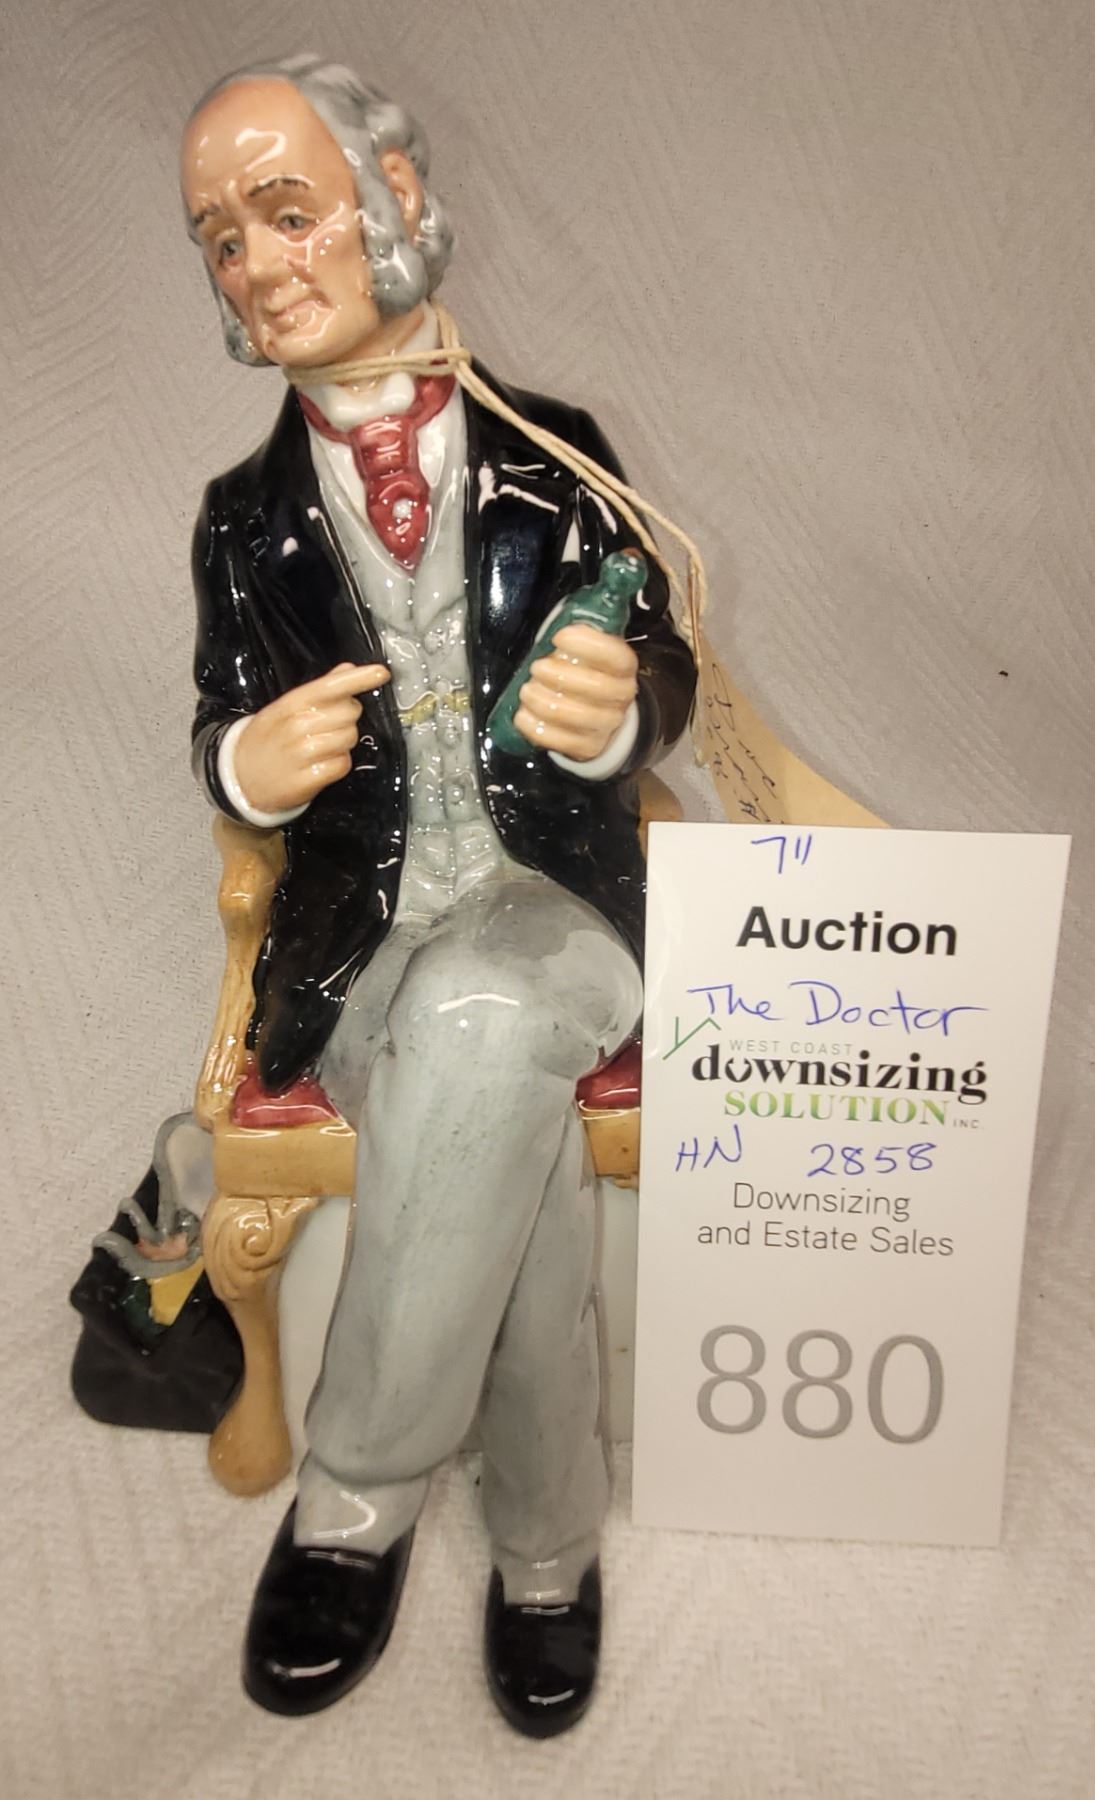 7"
Auction
The Doctor
WEST COAST
downsizing
SOLUTION INC.
HN 2858
Downsizing
and Estate Sales
880